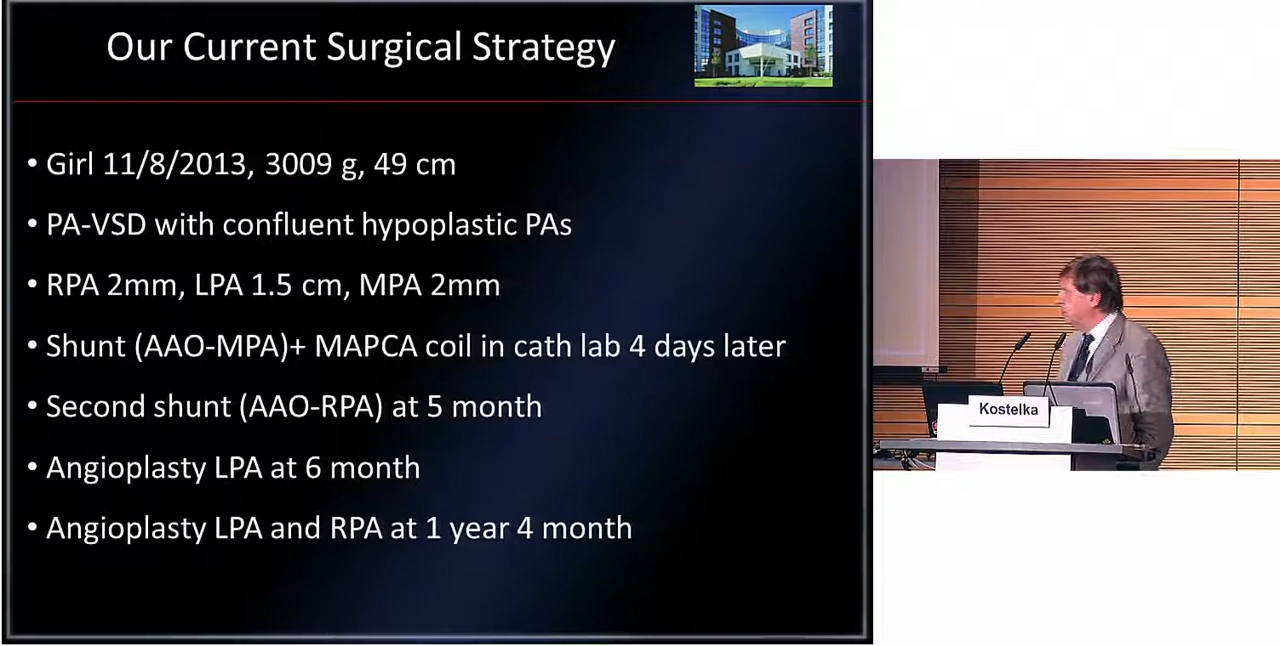 Our Current Surgical Strategy
• Girl 11/8/2013, 3009 g, 49 cm
• PA-VSD with confluent hypoplastic PAs
• RPA 2mm, LPA 1.5 cm, MPA 2mm
• Shunt (AAO-MPA)+ MAPCA coil in cath lab 4 days later
• Second shunt (AAO-RPA) at 5 month
• Angioplasty LPA at 6 month
• Angioplasty LPA and RPA at 1 year 4 month
Kostelka